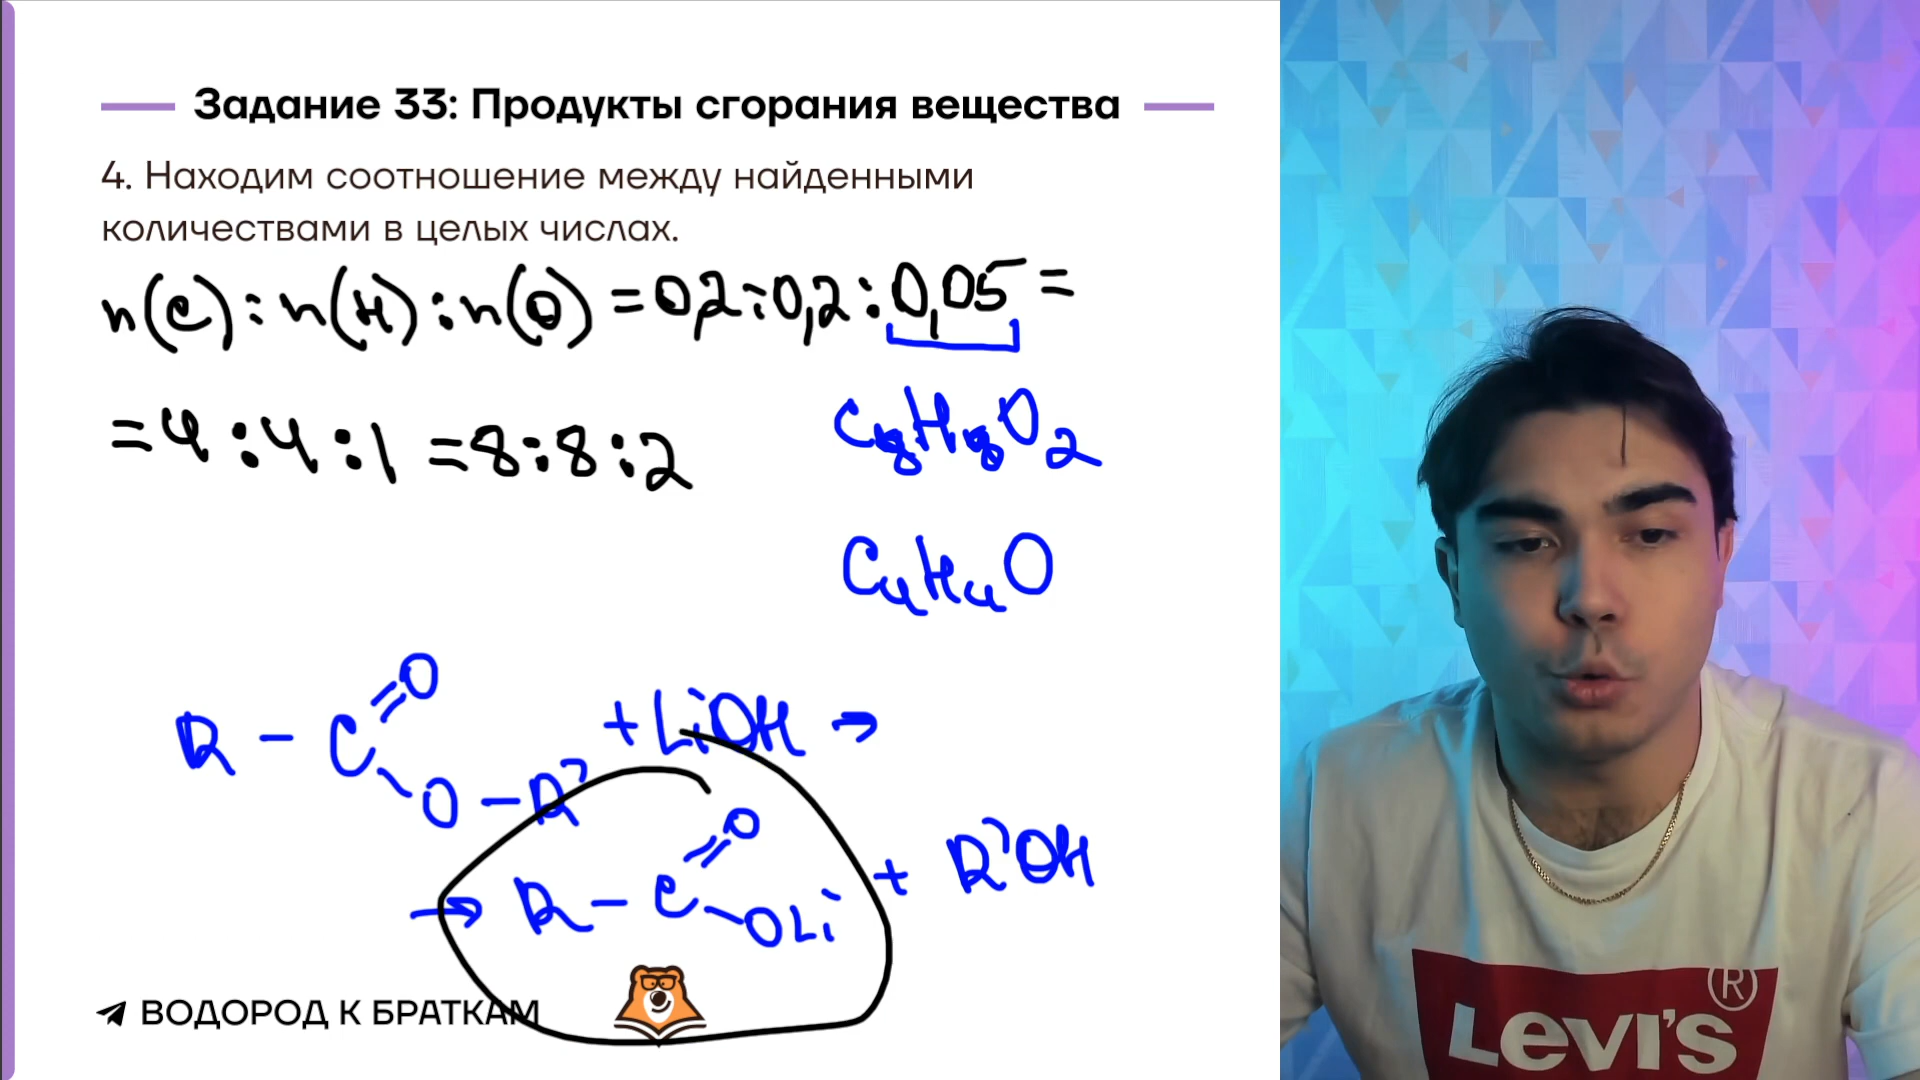 Задание 33: Продукты сгорания вещества
4. Находим соотношение между найденными
количествами в целых числах.
n(C) : n(H) : n(O) = 0,2 : 0,2 : 0,05 =
= 4 : 4 : 1 = 8 : 8 : 2
C8H8O2
C4H4O
R – C
=O
O – R'
+ LiOH →
→ R – C
=O
OLi
+ R'OH
ВОДОРОД К БРАТКАМ
LEVI'S
®